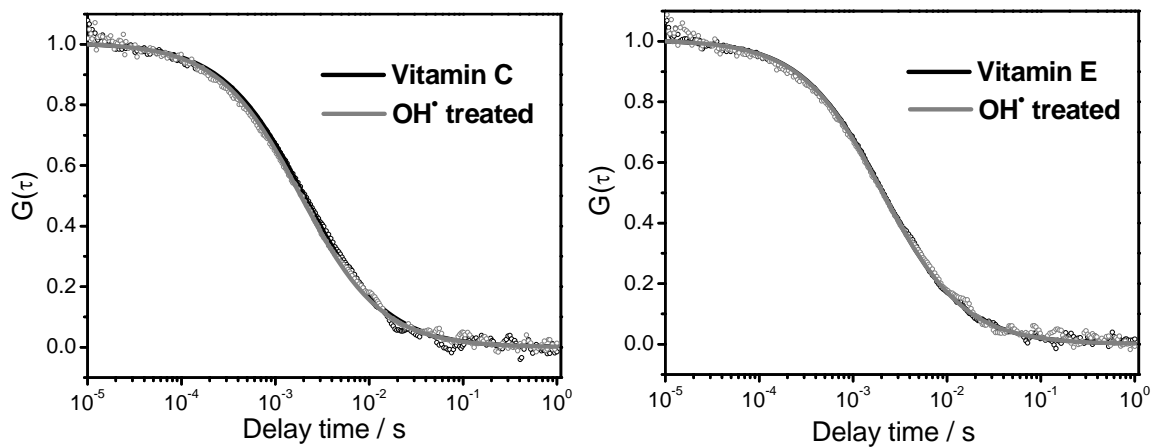 1.0
0.8
0.6
0.4
0.2
0.0
G(τ)
Vitamin C
OH• treated
10⁻⁵ 10⁻⁴ 10⁻³ 10⁻² 10⁻¹ 10⁰
Delay time / s
1.0
0.8
0.6
0.4
0.2
0.0
G(τ)
Vitamin E
OH• treated
10⁻⁵ 10⁻⁴ 10⁻³ 10⁻² 10⁻¹ 10⁰
Delay time / s